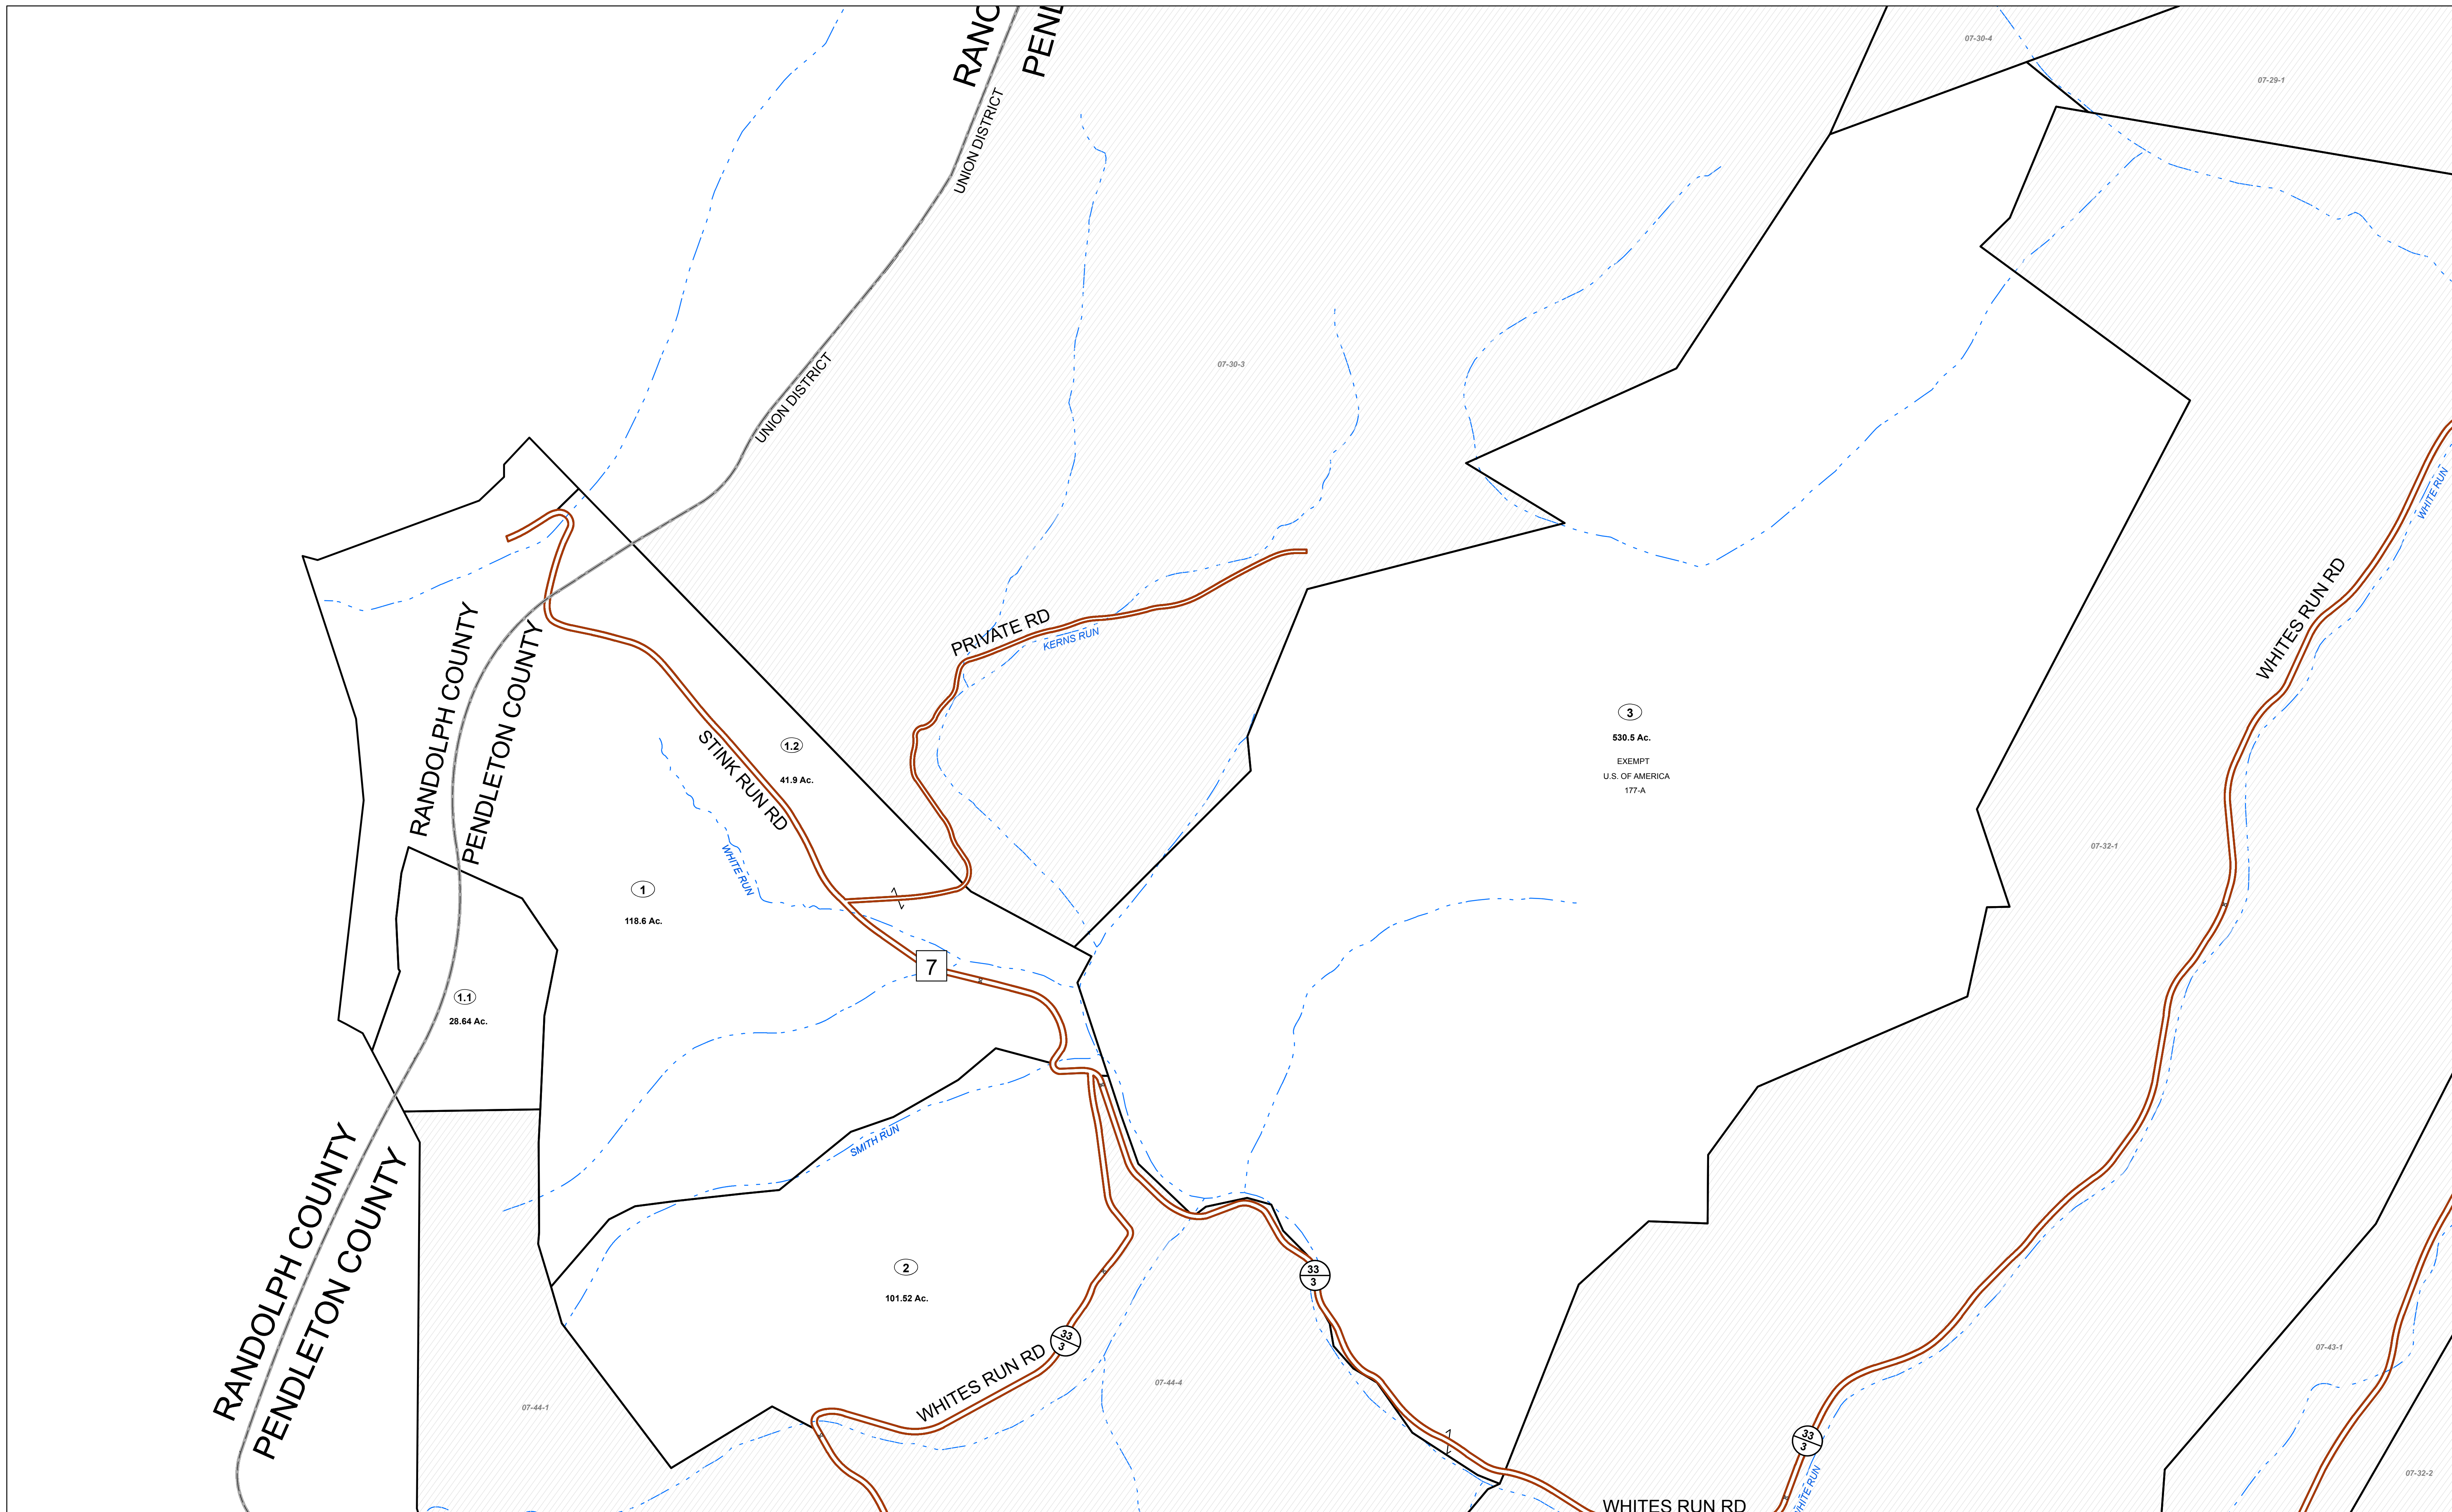 RAND
PENDL
07-30-4
07-29-1
UNION DISTRICT
07-30-3
UNION DISTRICT
WHITE RUN
WHITES RUN RD
PRIVATE RD
KERNS RUN
RANDOLPH COUNTY
PENDLETON COUNTY
3
530.5 Ac.
EXEMPT
U.S. OF AMERICA
177-A
1.2
41.9 Ac.
STINK RUN RD
WHITE RUN
07-32-1
1
118.6 Ac.
7
1.1
28.64 Ac.
SMITH RUN
RANDOLPH COUNTY
PENDLETON COUNTY
2
101.52 Ac.
33
3
33
3
WHITES RUN RD
07-44-4
07-44-1
07-43-1
33
3
WHITE RUN
07-32-2
WHITES RUN RD